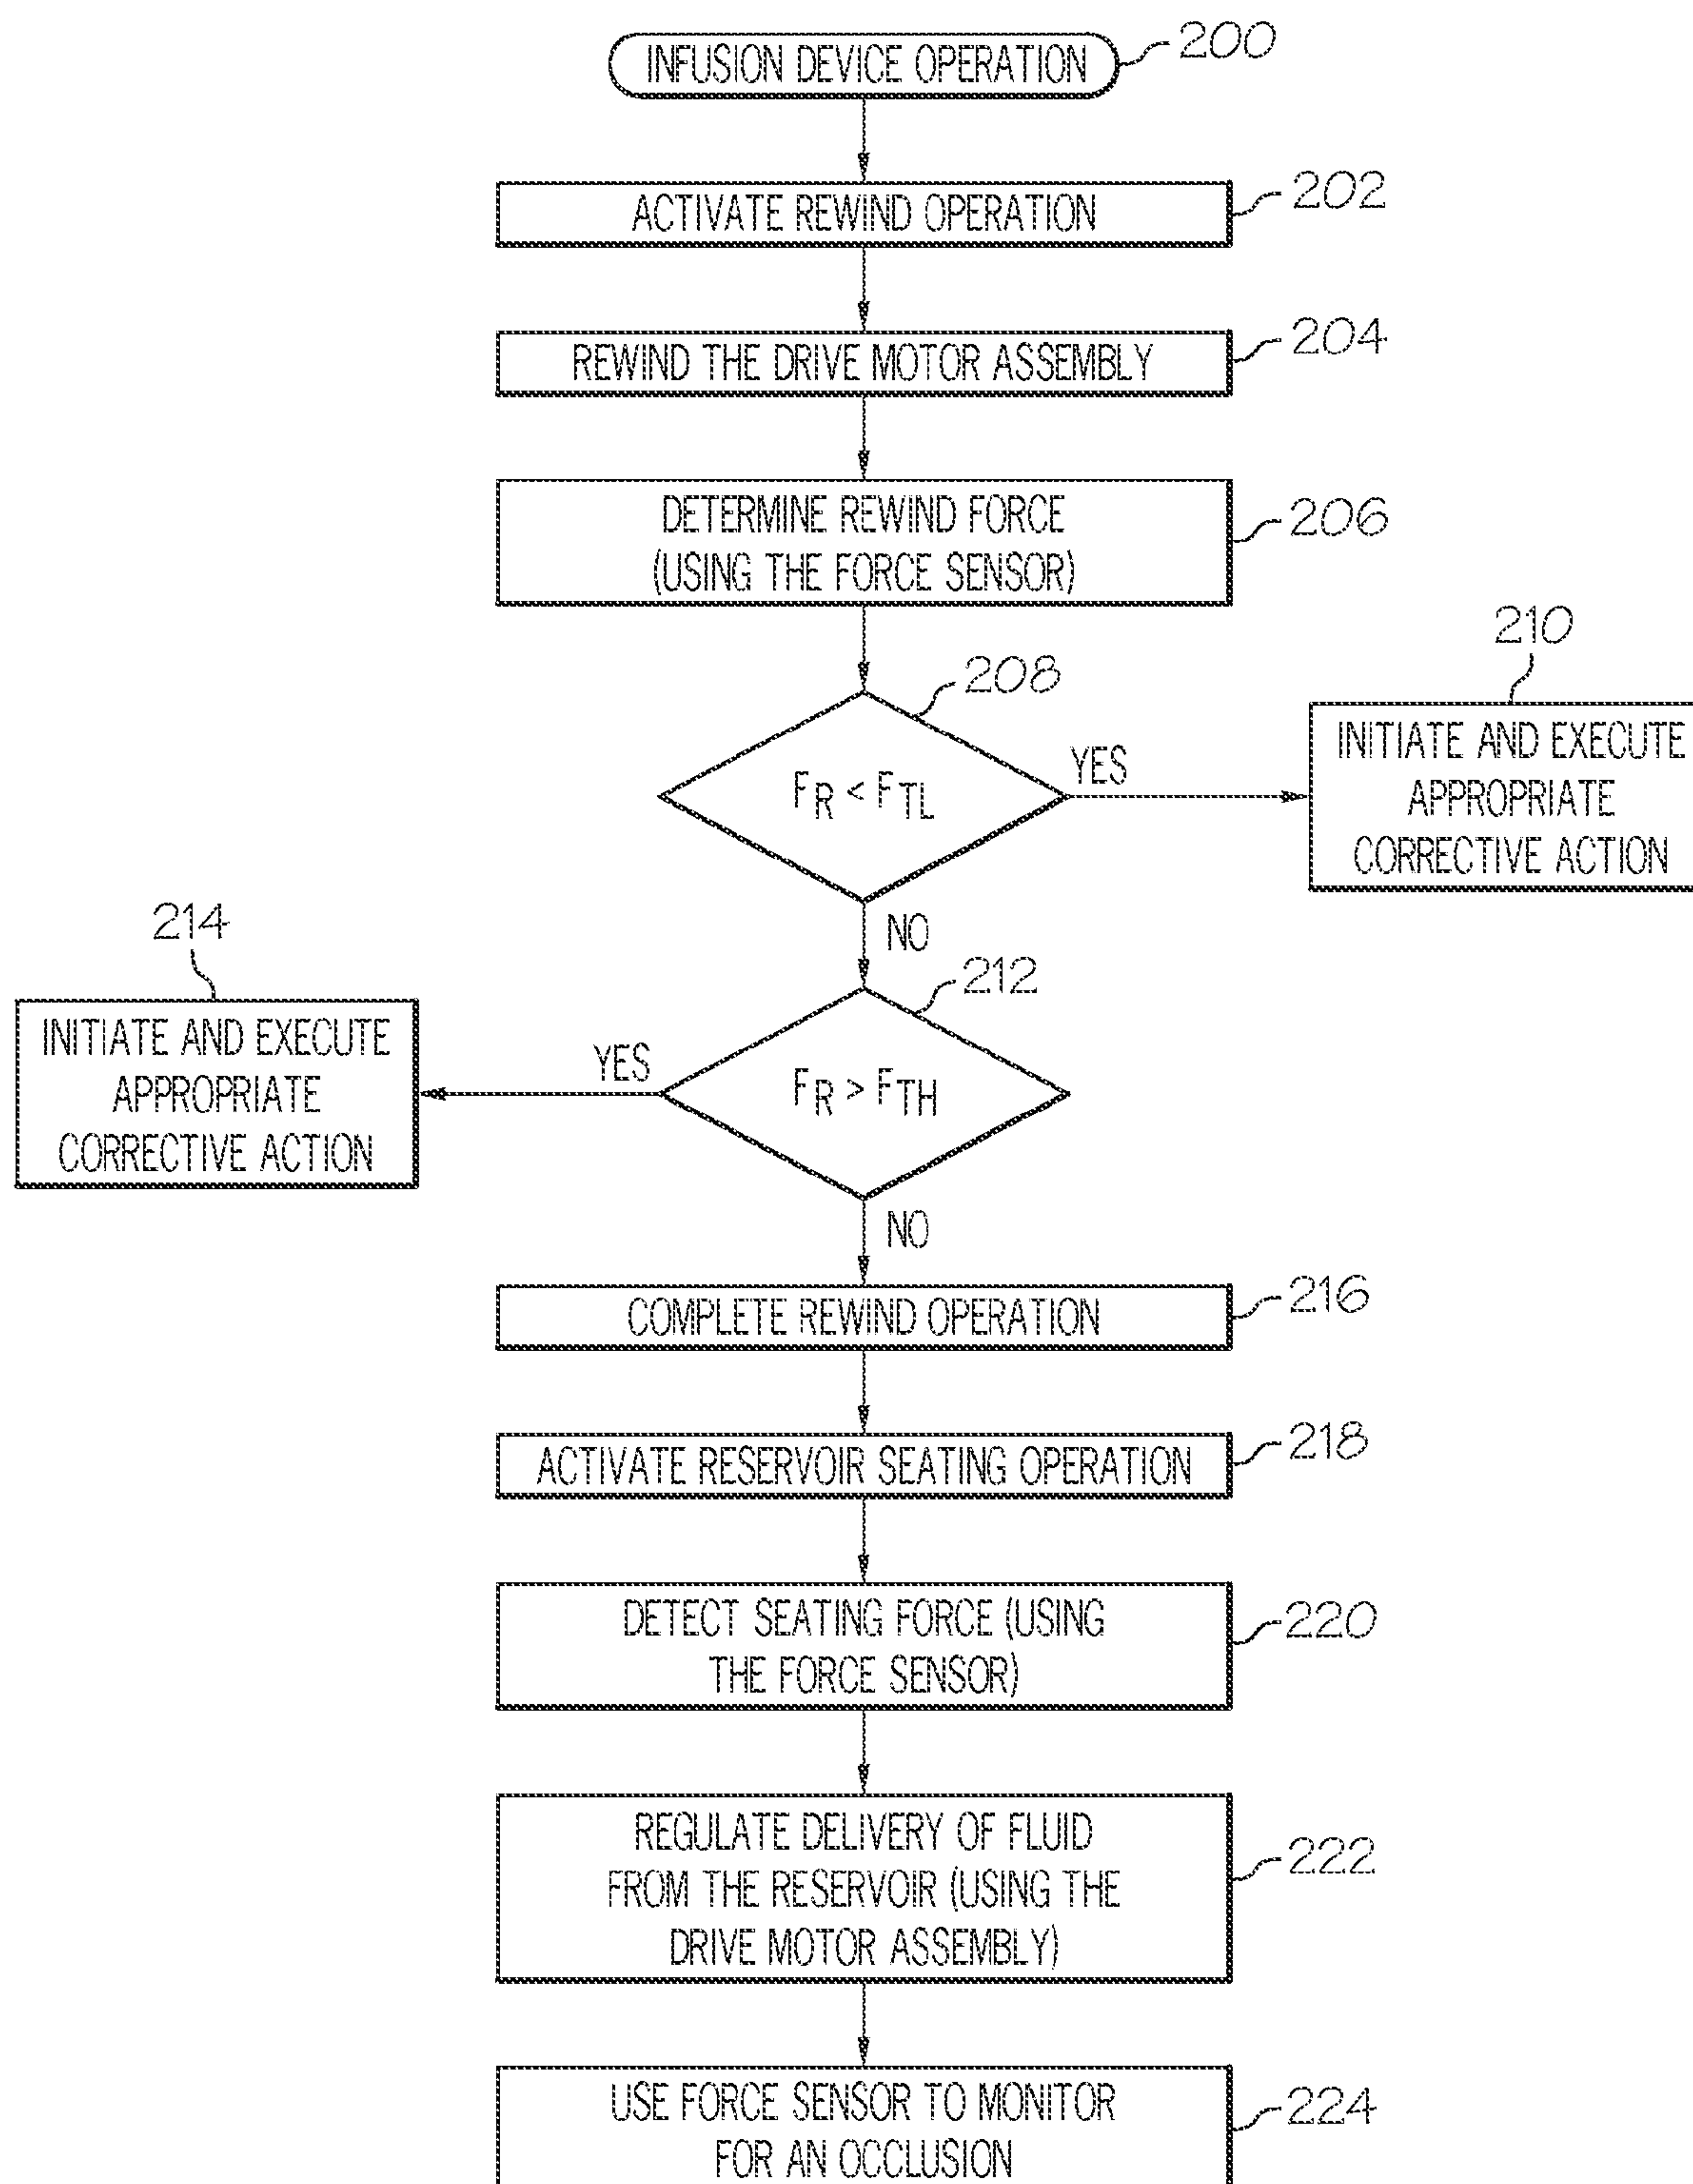 INFUSION DEVICE OPERATION
200
ACTIVATE REWIND OPERATION
202
REWIND THE DRIVE MOTOR ASSEMBLY
204
DETERMINE REWIND FORCE
(USING THE FORCE SENSOR)
206
208
FR < FTL
YES
210
INITIATE AND EXECUTE
APPROPRIATE
CORRECTIVE ACTION
NO
212
FR > FTH
YES
214
INITIATE AND EXECUTE
APPROPRIATE
CORRECTIVE ACTION
NO
COMPLETE REWIND OPERATION
216
ACTIVATE RESERVOIR SEATING OPERATION
218
DETECT SEATING FORCE (USING
THE FORCE SENSOR)
220
REGULATE DELIVERY OF FLUID
FROM THE RESERVOIR (USING THE
DRIVE MOTOR ASSEMBLY)
222
USE FORCE SENSOR TO MONITOR
FOR AN OCCLUSION
224